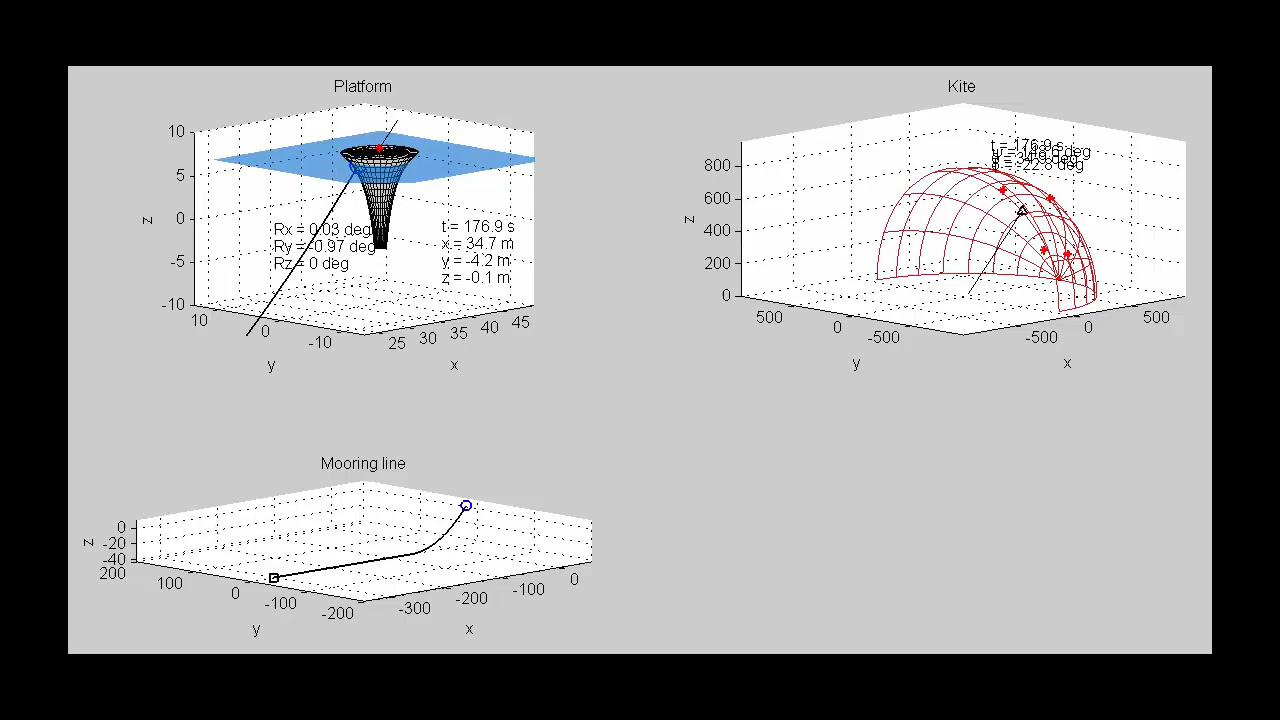 Platform
10
5
0
-5
-10
z
Rx = 0.03 deg
Ry = -0.97 deg
Rz = 0 deg
t = 176.9 s
x = 34.7 m
y = -4.2 m
z = -0.1 m
10
0
-10
y
25
30
35
40
45
x
Kite
800
600
400
200
0
z
t = 176.9 s
500
0
-500
y
-500
0
500
x
Mooring line
0
-20
-40
z
200
100
0
-100
-200
y
-300
-200
-100
0
x